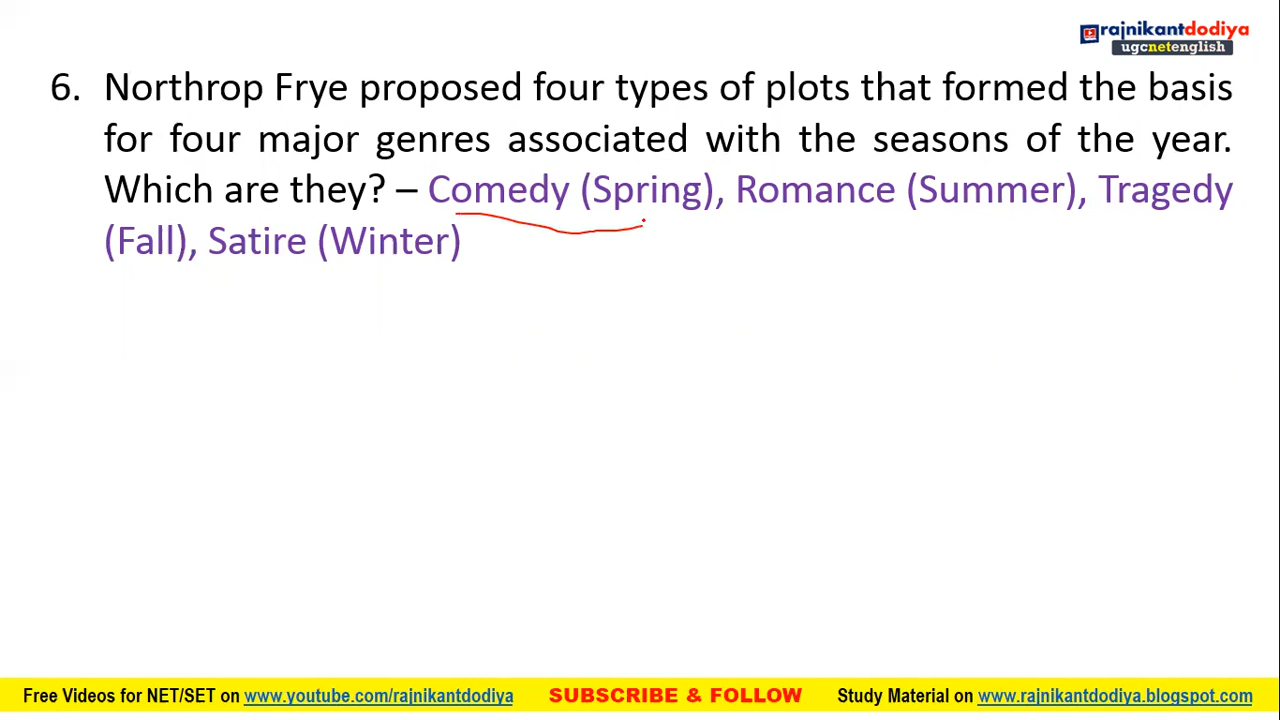 rajnikantdodiya
ugcnetenglish
6. Northrop Frye proposed four types of plots that formed the basis
for four major genres associated with the seasons of the year.
Which are they? – Comedy (Spring), Romance (Summer), Tragedy
(Fall), Satire (Winter)
Free Videos for NET/SET on www.youtube.com/rajnikantdodiya SUBSCRIBE & FOLLOW Study Material on www.rajnikantdodiya.blogspot.com